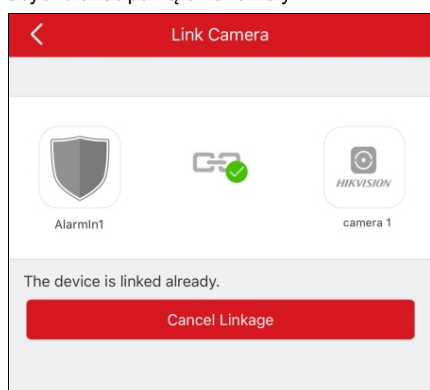 Link Camera
HIKVISION
AlarmIn1
camera 1
The device is linked already.
Cancel Linkage